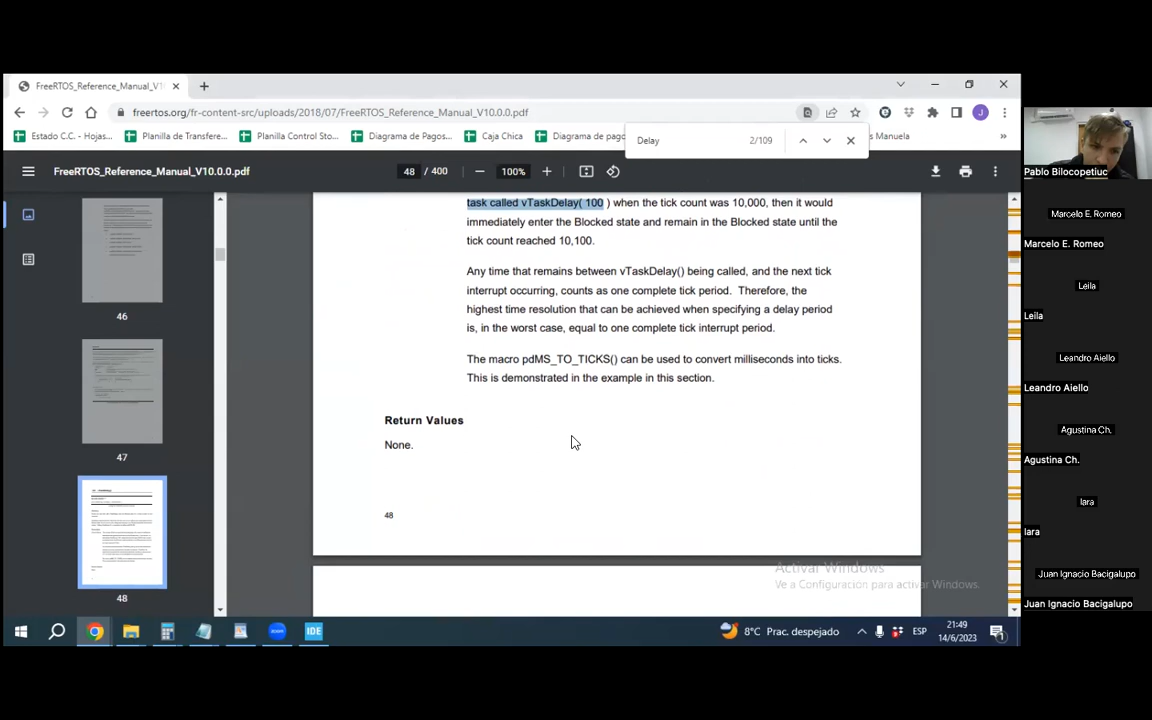 FreeRTOS_Reference_Manual_V1
freertos.org/fr-content-src/uploads/2018/07/FreeRTOS_Reference_Manual_V10.0.0.pdf
Estado C.C. - Hojas...
Planilla de Transfere...
Planilla Control Sto...
Diagrama de Pagos...
Caja Chica
Diagrama de pago
Manuela
»
Delay
2/109
FreeRTOS_Reference_Manual_V10.0.0.pdf
48 / 400
100%
46
47
48
task called vTaskDelay( 100 ) when the tick count was 10,000, then it would
immediately enter the Blocked state and remain in the Blocked state until the
tick count reached 10,100.
Any time that remains between vTaskDelay() being called, and the next tick
interrupt occurring, counts as one complete tick period. Therefore, the
highest time resolution that can be achieved when specifying a delay period
is, in the worst case, equal to one complete tick interrupt period.
The macro pdMS_TO_TICKS() can be used to convert milliseconds into ticks.
This is demonstrated in the example in this section.
Return Values
None.
48
Activar Windows
Ve a Configuración para activar Windows.
IDE
8°C Prac. despejado
ESP
21:49
14/6/2023
1
J
Pablo Bilocopetiuc
Marcelo E. Romeo
Marcelo E. Romeo
Leila
Leila
Leandro Aiello
Leandro Aiello
Agustina Ch.
Agustina Ch.
Iara
Iara
Juan Ignacio Bacigalupo
Juan Ignacio Bacigalupo